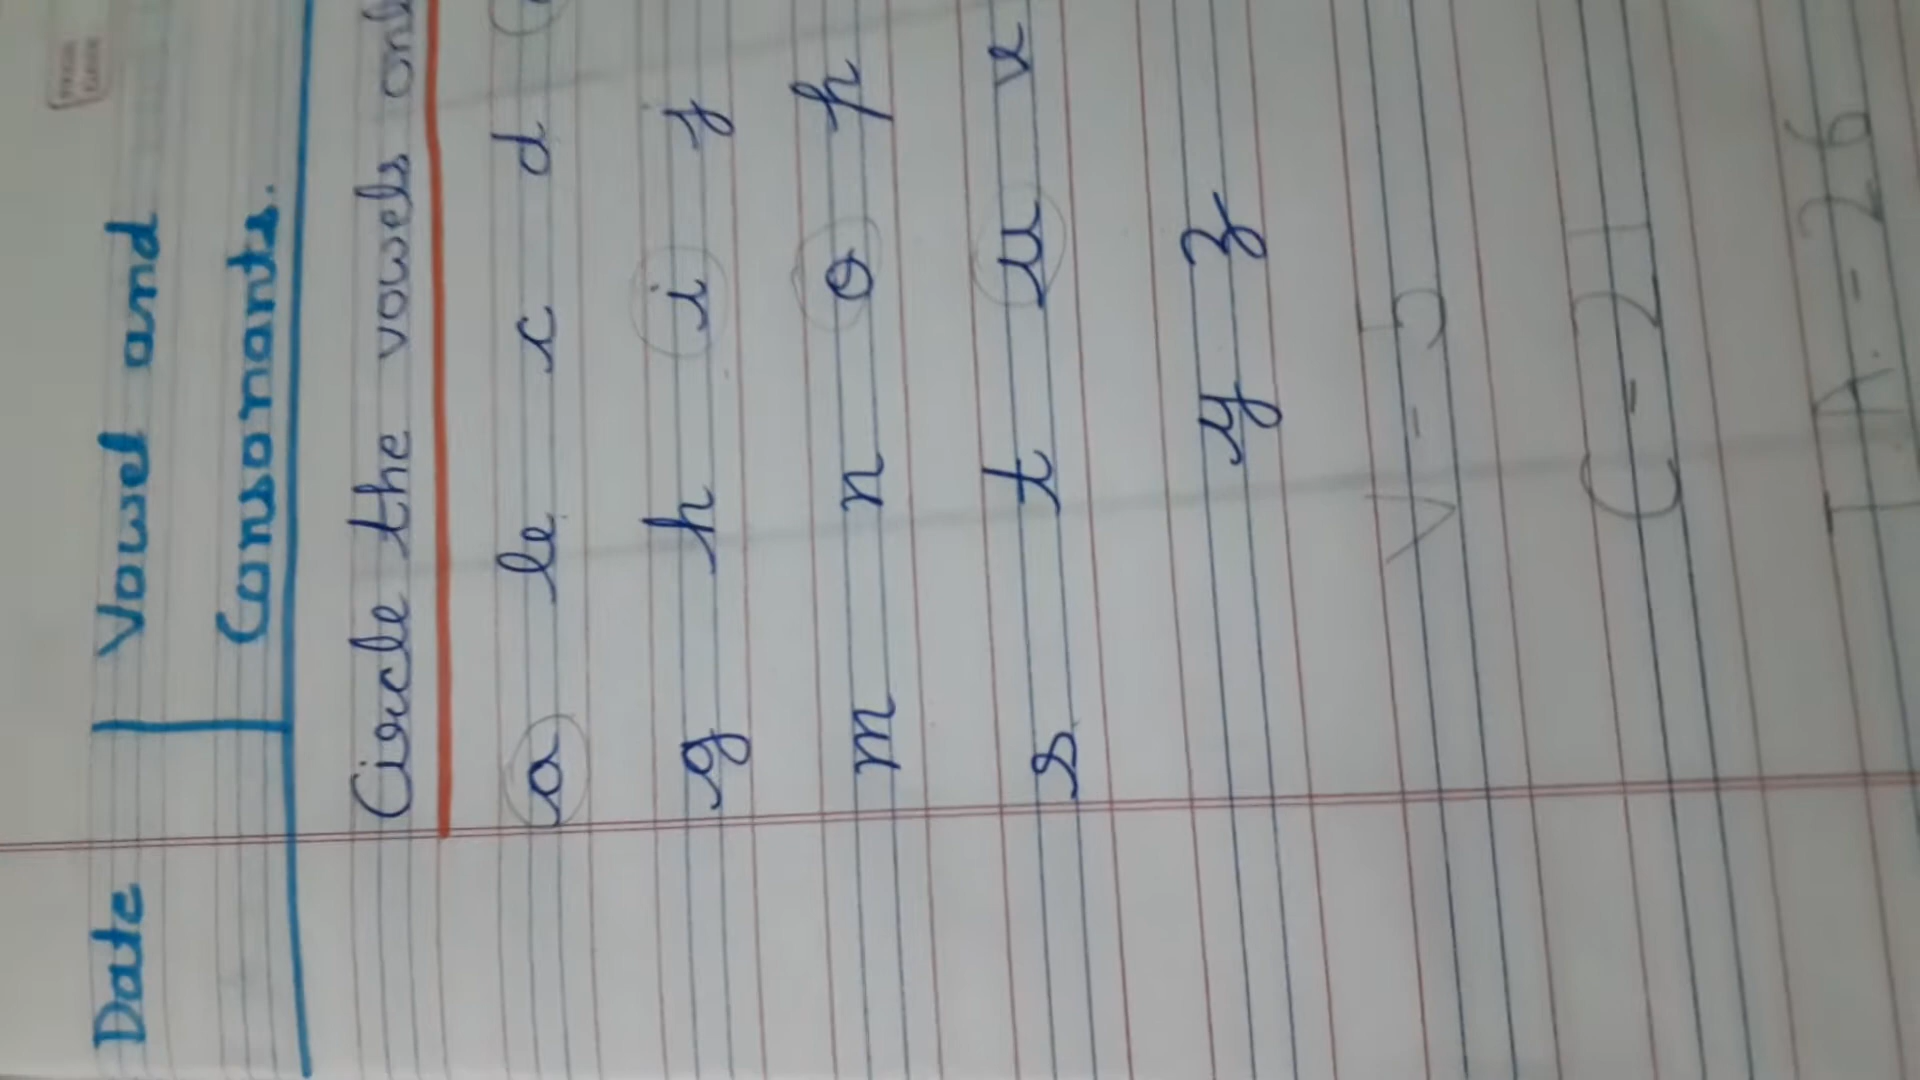 Date Vowel and
Consonants.
Circle the vowels onl
a b c d
g h i j
m n o p
s t u v
y z
V - 5
C - 21
T.A. - 26